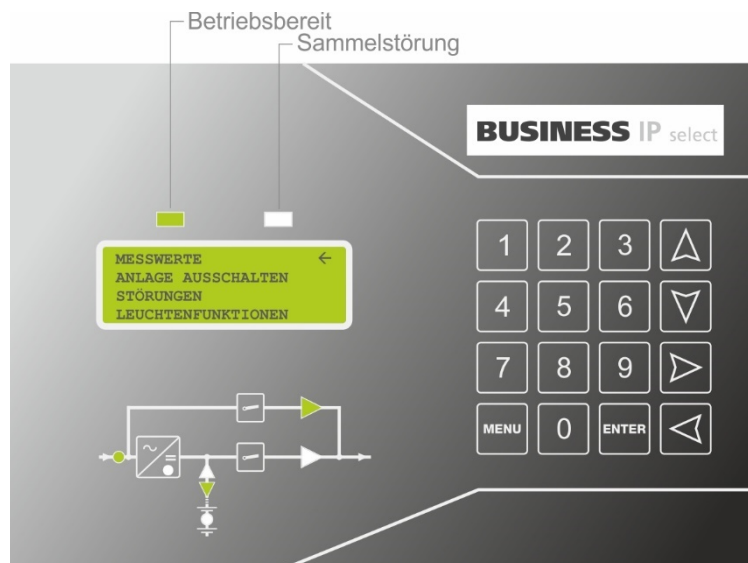 Betriebsbereit
Sammelstörung
BUSINESS IP select
MESSWERTE ←
ANLAGE AUSSCHALTEN
STÖRUNGEN
LEUCHTENFUNKTIONEN
1 2 3
4 5 6
7 8 9
MENU 0 ENTER